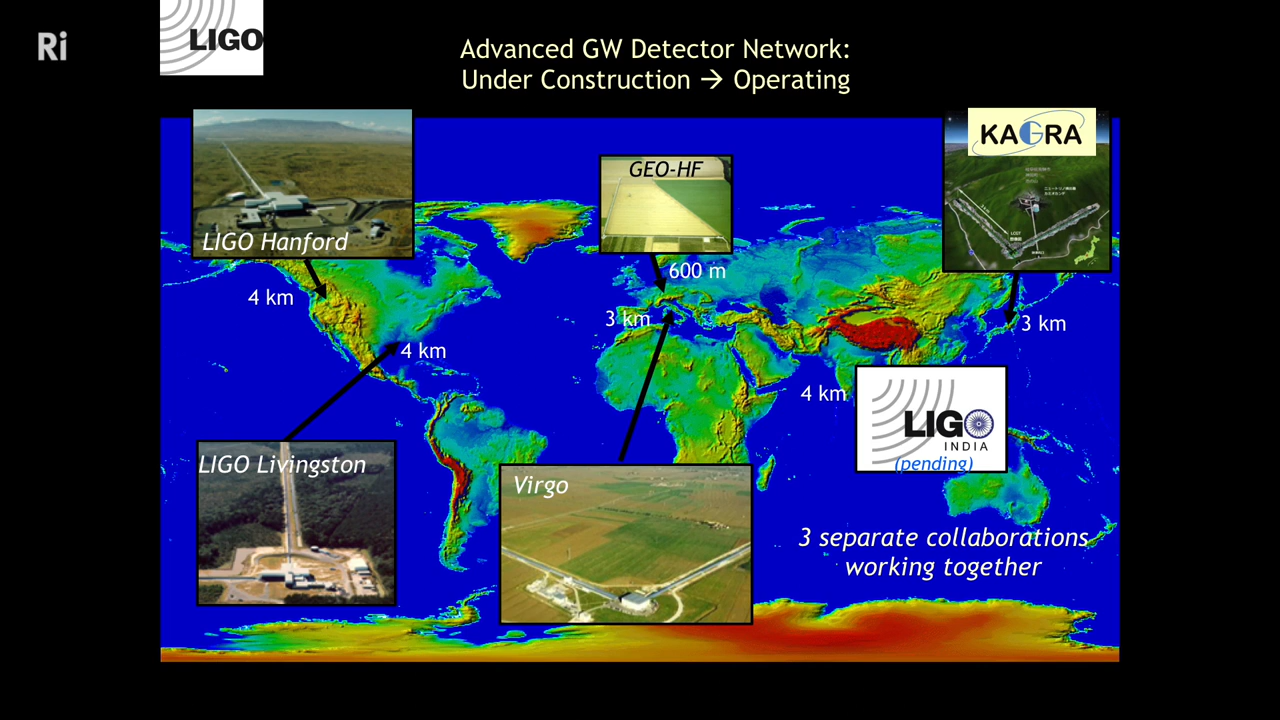 Ri
LIGO
Advanced GW Detector Network:
Under Construction → Operating
KAGRA
GEO-HF
LIGO Hanford
600 m
4 km
3 km
3 km
4 km
4 km
LIGO
INDIA
(pending)
LIGO Livingston
Virgo
3 separate collaborations
working together